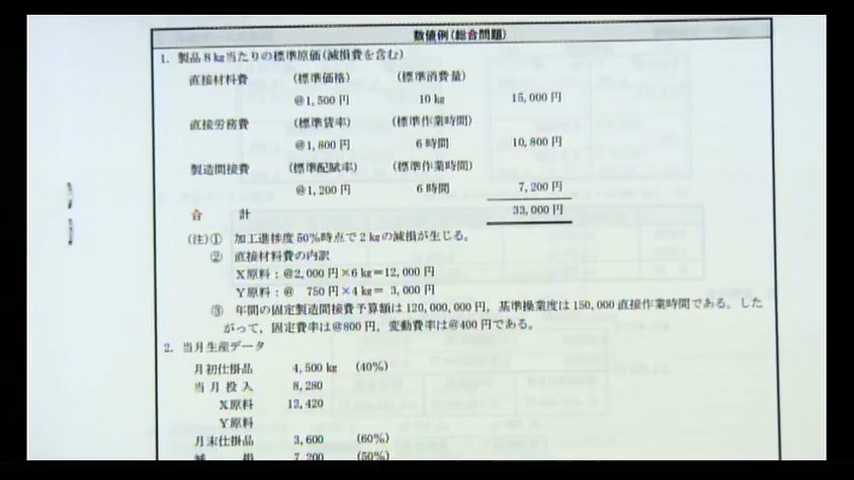 数値例(総合問題)
1. 製品8㎏当たりの標準原価(減損費を含む)
直接材料費 (標準価格) (標準消費量)
@1,500円 10㎏ 15,000円
直接労務費 (標準賃率) (標準作業時間)
@1,800円 6時間 10,800円
製造間接費 (標準配賦率) (標準作業時間)
@1,200円 6時間 7,200円
合計 33,000円
(注)① 加工進捗度50%時点で2㎏の減損が生じる。
② 直接材料費の内訳
X原料:@2,000円×6㎏=12,000円
Y原料:@ 750円×4㎏= 3,000円
③ 年間の固定製造間接費予算額は120,000,000円,基準操業度は150,000直接作業時間である。した
がって,固定費率は@800円,変動費率は@400円である。
2. 当月生産データ
月初仕掛品 4,500㎏ (40%)
当月投入 8,280
X原料 12,420
Y原料
月末仕掛品 3,600 (60%)
減損 7,200 (50%)